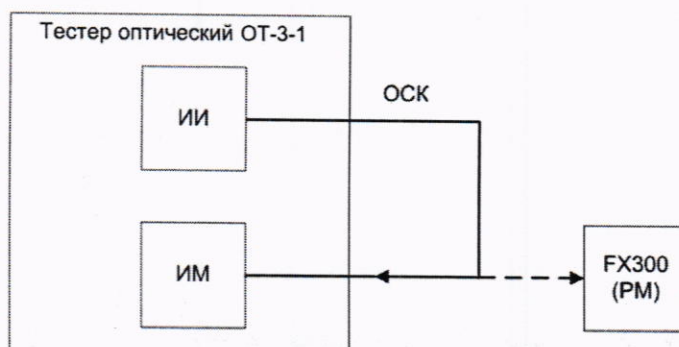 Тестер оптический ОТ-3-1
ИИ
ОСК
ИМ
FX300
(PM)